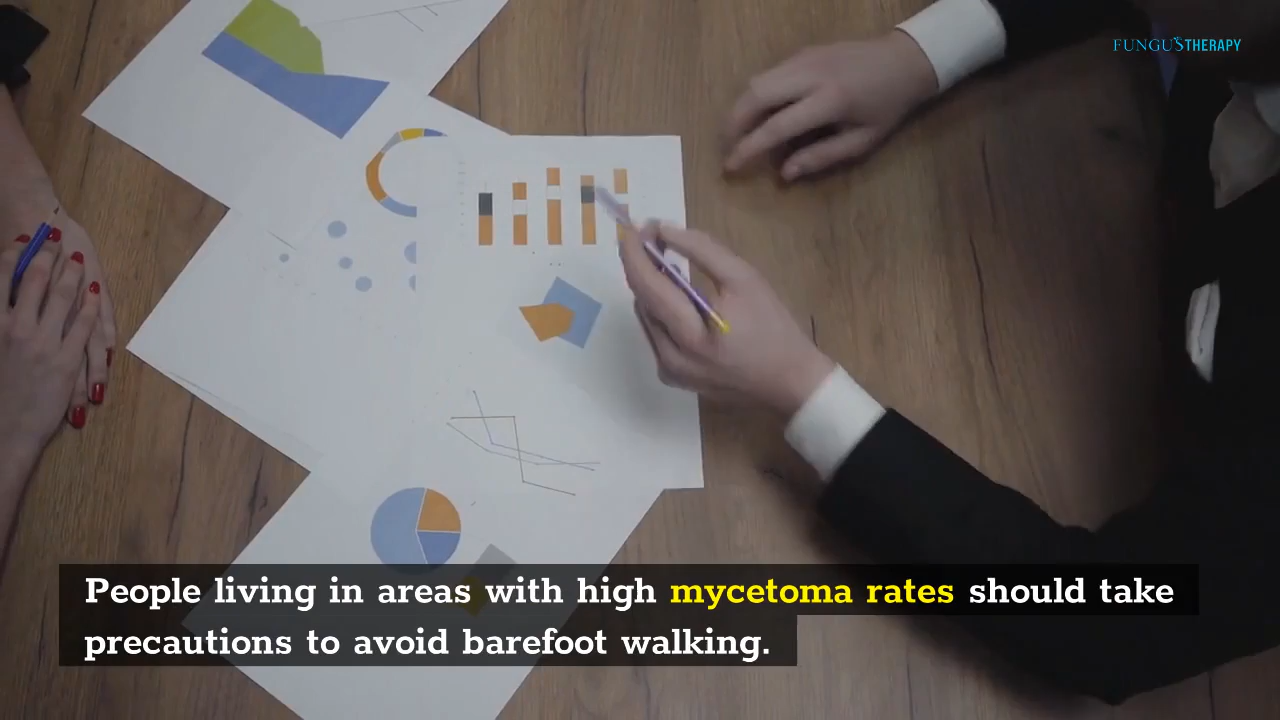 FUNGUSTHERAPY
People living in areas with high mycetoma rates should take
precautions to avoid barefoot walking.